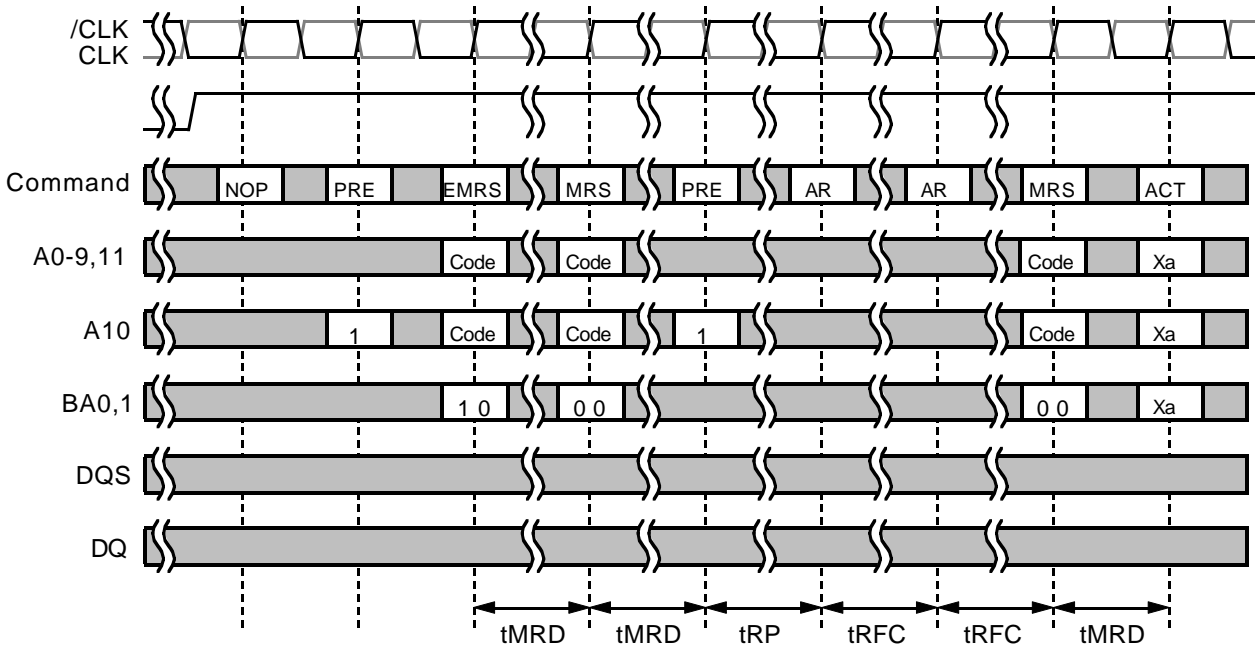 /CLK
CLK
Command NOP PRE EMRS MRS PRE AR AR MRS ACT
A0-9,11 Code Code Code Xa
A10 1 Code Code 1 Code Xa
BA0,1 1 0 0 0 0 0 Xa
DQS
DQ
tMRD tMRD tRP tRFC tRFC tMRD